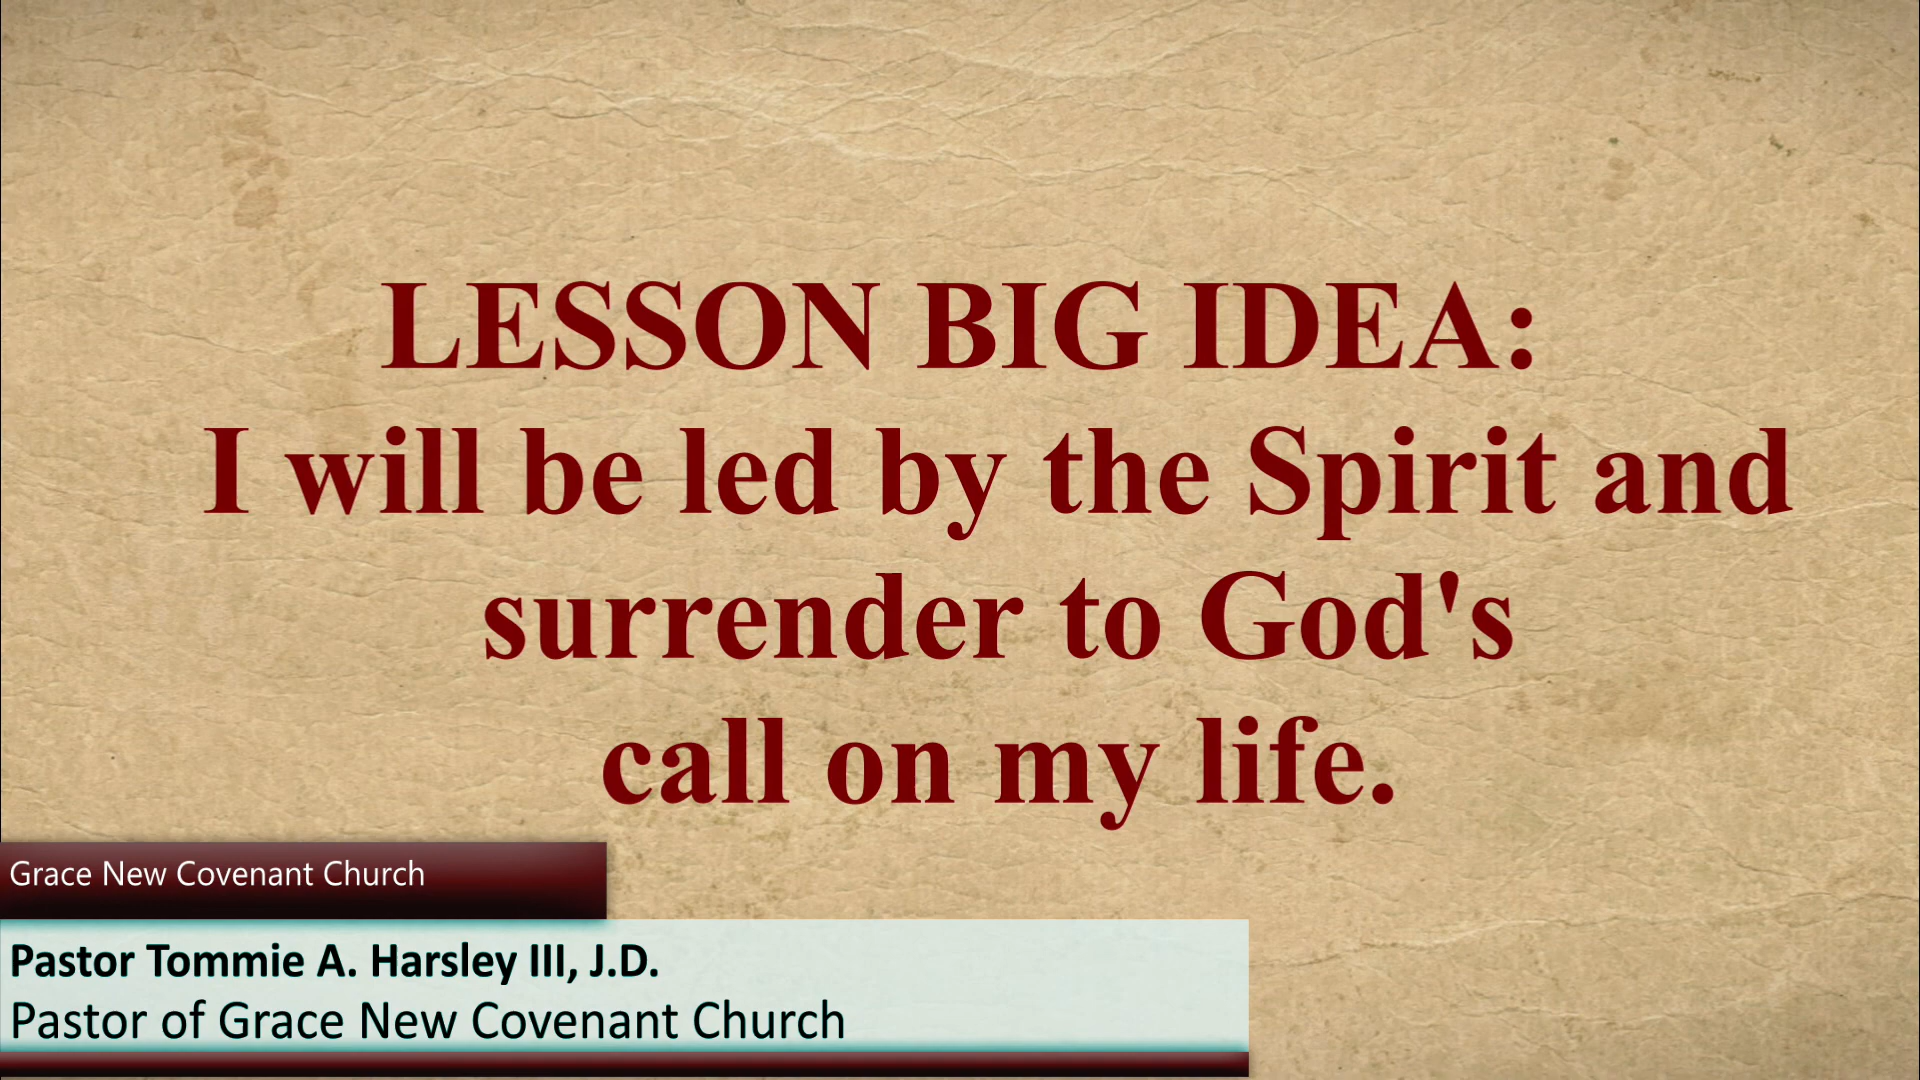 LESSON BIG IDEA:
I will be led by the Spirit and
surrender to God's
call on my life.
Grace New Covenant Church
Pastor Tommie A. Harsley III, J.D.
Pastor of Grace New Covenant Church